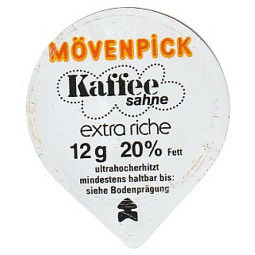 MÖVENPICK
Kaffee
sahne
extra riche
12 g 20% Fett
ultrahocherhitzt
mindestens haltbar bis:
siehe Bodenprägung